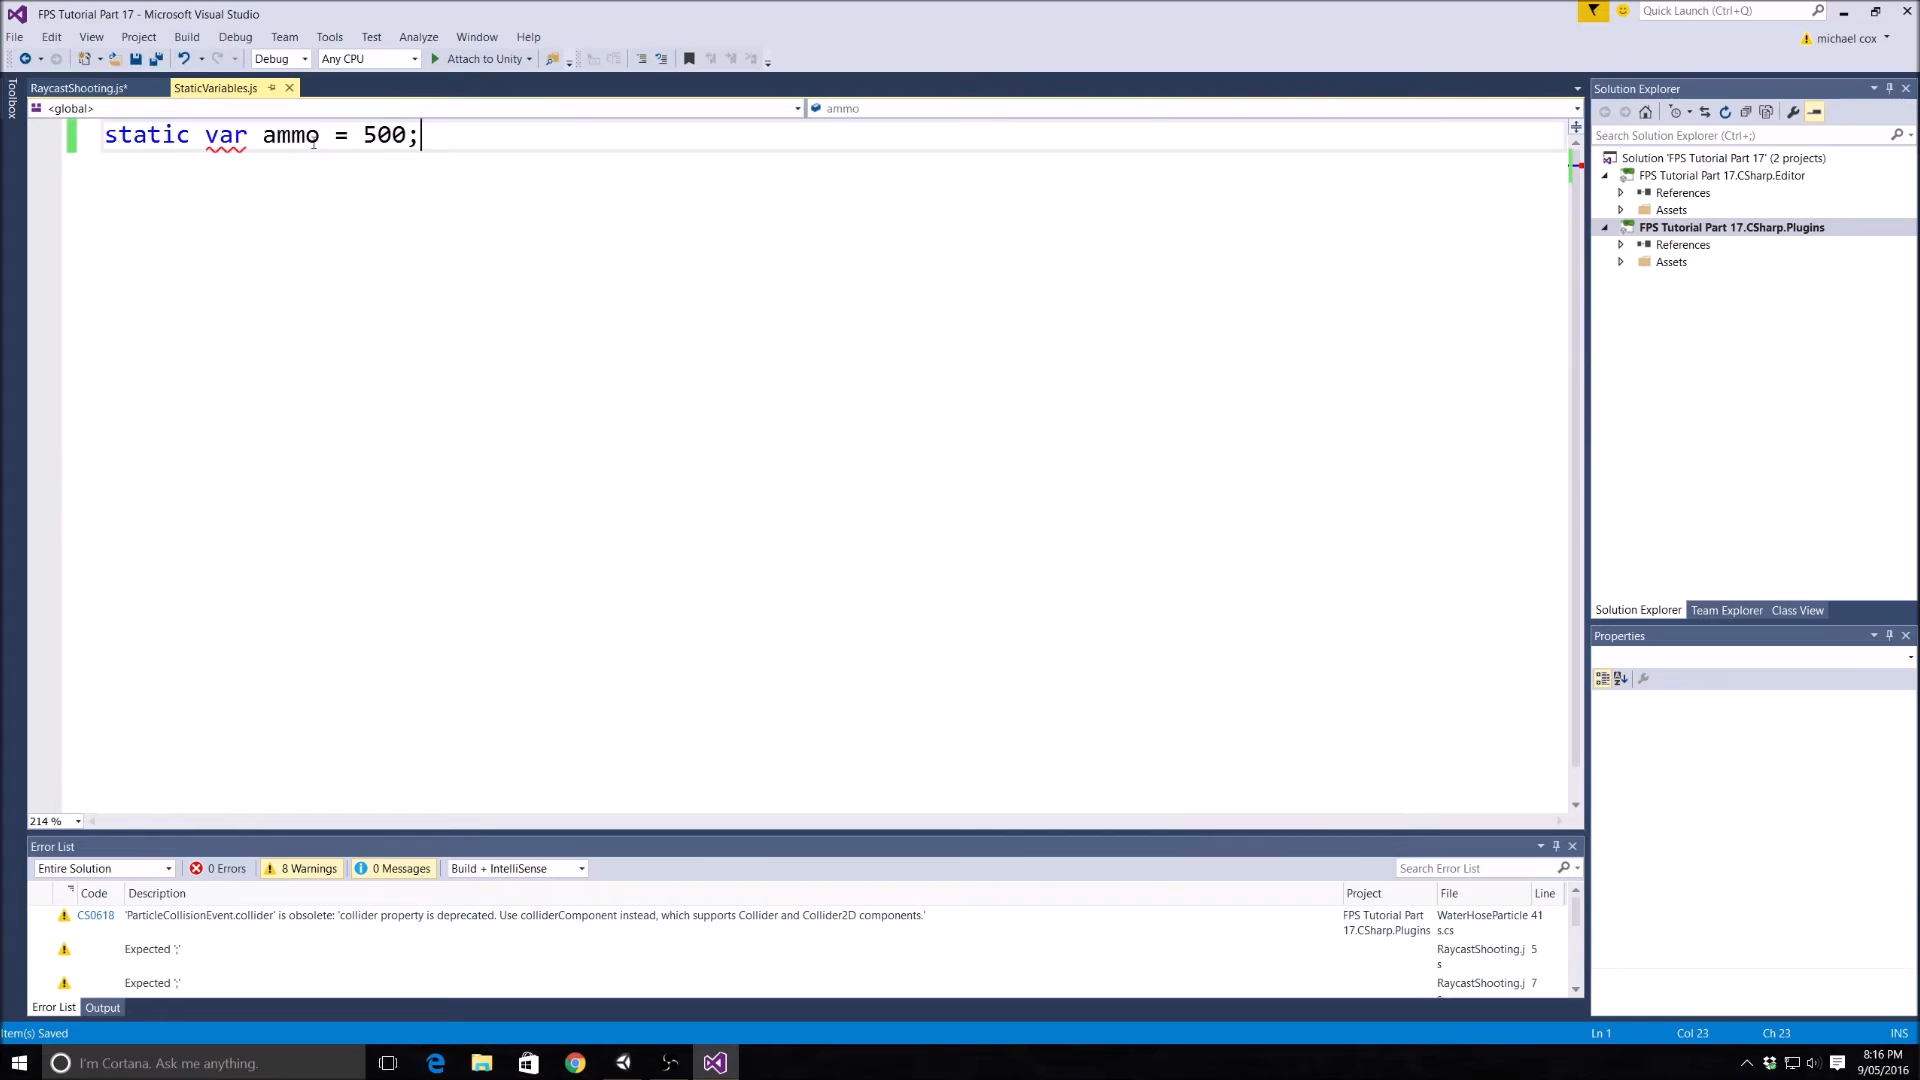 FPS Tutorial Part 17 - Microsoft Visual Studio
Quick Launch (Ctrl+Q)
File Edit View Project Build Debug Team Tools Test Analyze Window Help
michael cox
Debug Any CPU Attach to Unity
Toolbox
RaycastShooting.js* StaticVariables.js
<global> ammo
static var ammo = 500;
Solution Explorer
Search Solution Explorer (Ctrl+;)
Solution 'FPS Tutorial Part 17' (2 projects)
FPS Tutorial Part 17.CSharp.Editor
References
Assets
FPS Tutorial Part 17.CSharp.Plugins
References
Assets
Solution Explorer Team Explorer Class View
Properties
214 %
Error List
Entire Solution 0 Errors 8 Warnings 0 Messages Build + IntelliSense Search Error List
Code Description Project File Line
CS0618 'ParticleCollisionEvent.collider' is obsolete: 'collider property is deprecated. Use colliderComponent instead, which supports Collider and Collider2D components.' FPS Tutorial Part WaterHoseParticle 41
17.CSharp.Plugins s.cs
Expected ';' RaycastShooting.j 5
s
Expected ';' RaycastShooting.j 7
Error List Output
Item(s) Saved Ln 1 Col 23 Ch 23 INS
I'm Cortana. Ask me anything.
8:16 PM
9/05/2016